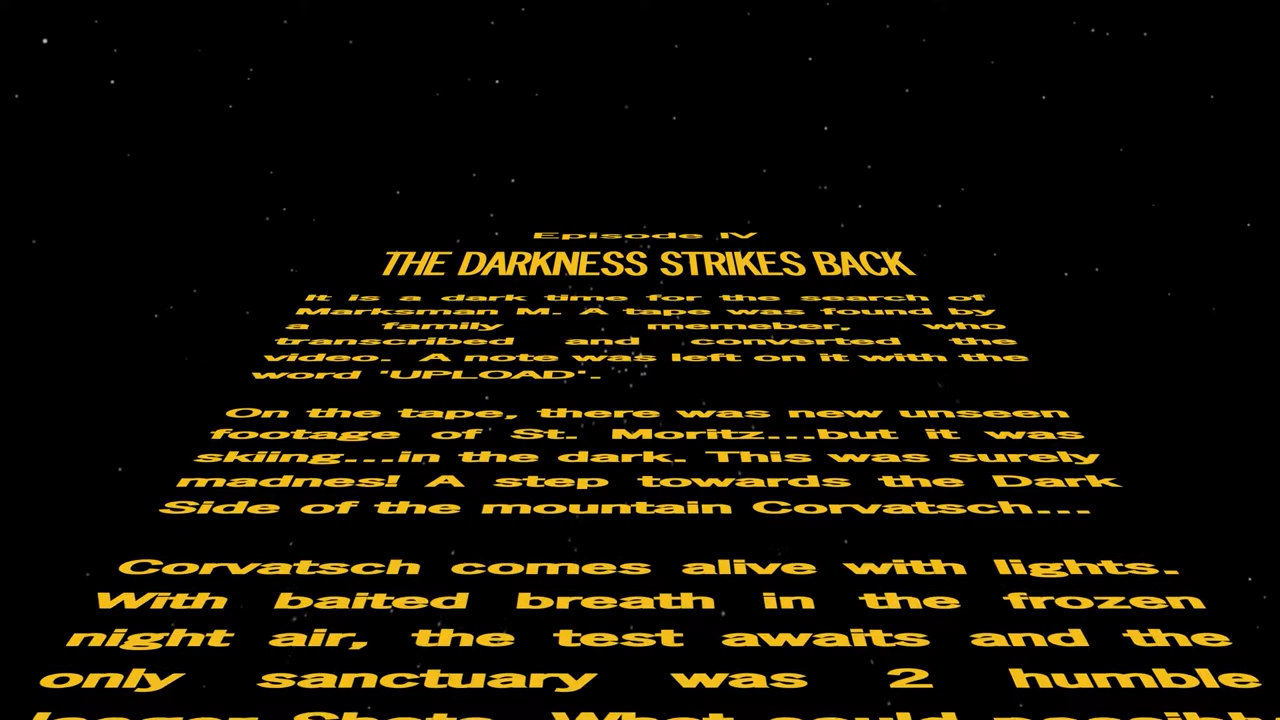 Episode IV
THE DARKNESS STRIKES BACK
It is a dark time for the search of
Marksman M. A tape was found by
a family memeber, who
transcribed and converted the
video. A note was left on it with the
word 'UPLOAD'.
On the tape, there was new unseen
footage of St. Moritz...but it was
skiing...in the dark. This was surely
madnes! A step towards the Dark
Side of the mountain Corvatsch...
Corvatsch comes alive with lights.
With baited breath in the frozen
night air, the test awaits and the
only sanctuary was 2 humble
Shots. What could